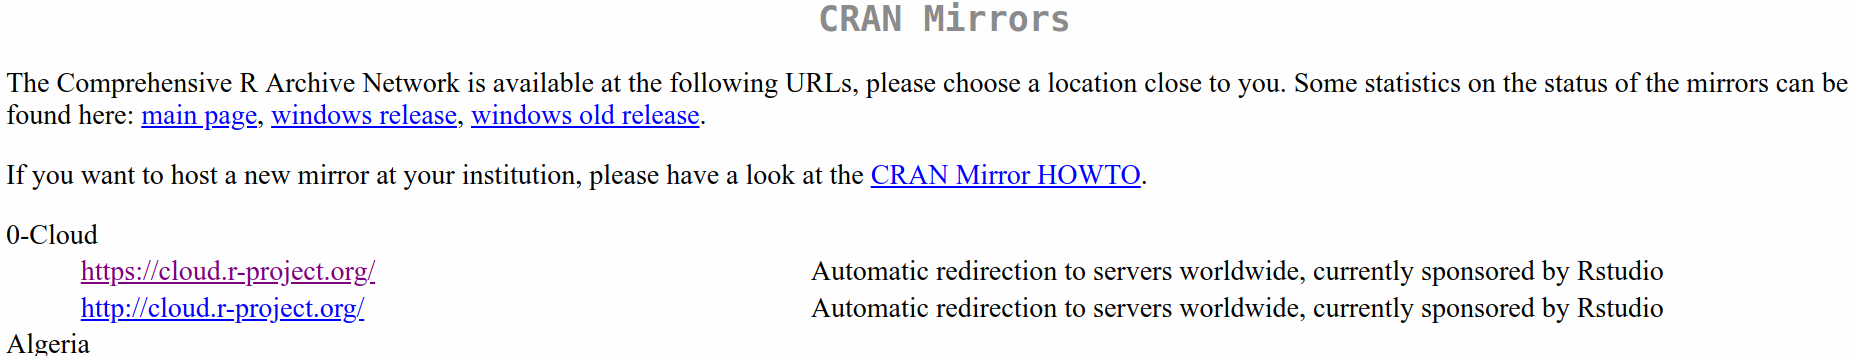 CRAN Mirrors
The Comprehensive R Archive Network is available at the following URLs, please choose a location close to you. Some statistics on the status of the mirrors can be
found here: main page, windows release, windows old release.
If you want to host a new mirror at your institution, please have a look at the CRAN Mirror HOWTO.
0-Cloud
https://cloud.r-project.org/ Automatic redirection to servers worldwide, currently sponsored by Rstudio
http://cloud.r-project.org/ Automatic redirection to servers worldwide, currently sponsored by Rstudio
Algeria